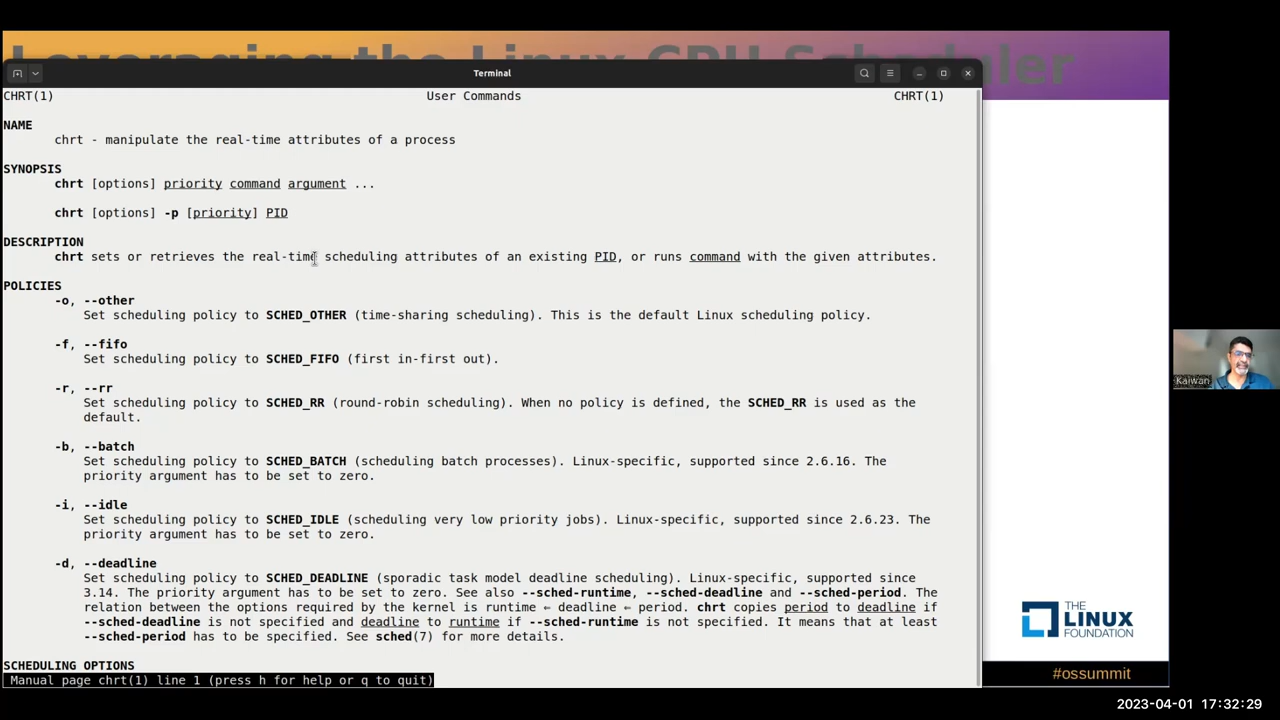 Leveraging the Linux CPU Scheduler
Terminal
CHRT(1) User Commands CHRT(1)
NAME
chrt - manipulate the real-time attributes of a process
SYNOPSIS
chrt [options] priority command argument ...
chrt [options] -p [priority] PID
DESCRIPTION
chrt sets or retrieves the real-time scheduling attributes of an existing PID, or runs command with the given attributes.
POLICIES
-o, --other
Set scheduling policy to SCHED_OTHER (time-sharing scheduling). This is the default Linux scheduling policy.
-f, --fifo
Set scheduling policy to SCHED_FIFO (first in-first out).
-r, --rr
Set scheduling policy to SCHED_RR (round-robin scheduling). When no policy is defined, the SCHED_RR is used as the
default.
-b, --batch
Set scheduling policy to SCHED_BATCH (scheduling batch processes). Linux-specific, supported since 2.6.16. The
priority argument has to be set to zero.
-i, --idle
Set scheduling policy to SCHED_IDLE (scheduling very low priority jobs). Linux-specific, supported since 2.6.23. The
priority argument has to be set to zero.
-d, --deadline
Set scheduling policy to SCHED_DEADLINE (sporadic task model deadline scheduling). Linux-specific, supported since
3.14. The priority argument has to be set to zero. See also --sched-runtime, --sched-deadline and --sched-period. The
relation between the options required by the kernel is runtime ⇐ deadline ⇐ period. chrt copies period to deadline if
--sched-deadline is not specified and deadline to runtime if --sched-runtime is not specified. It means that at least
--sched-period has to be specified. See sched(7) for more details.
SCHEDULING OPTIONS
Manual page chrt(1) line 1 (press h for help or q to quit)
Kaiwan
THE
LINUX
FOUNDATION
#ossummit
2023-04-01 17:32:29